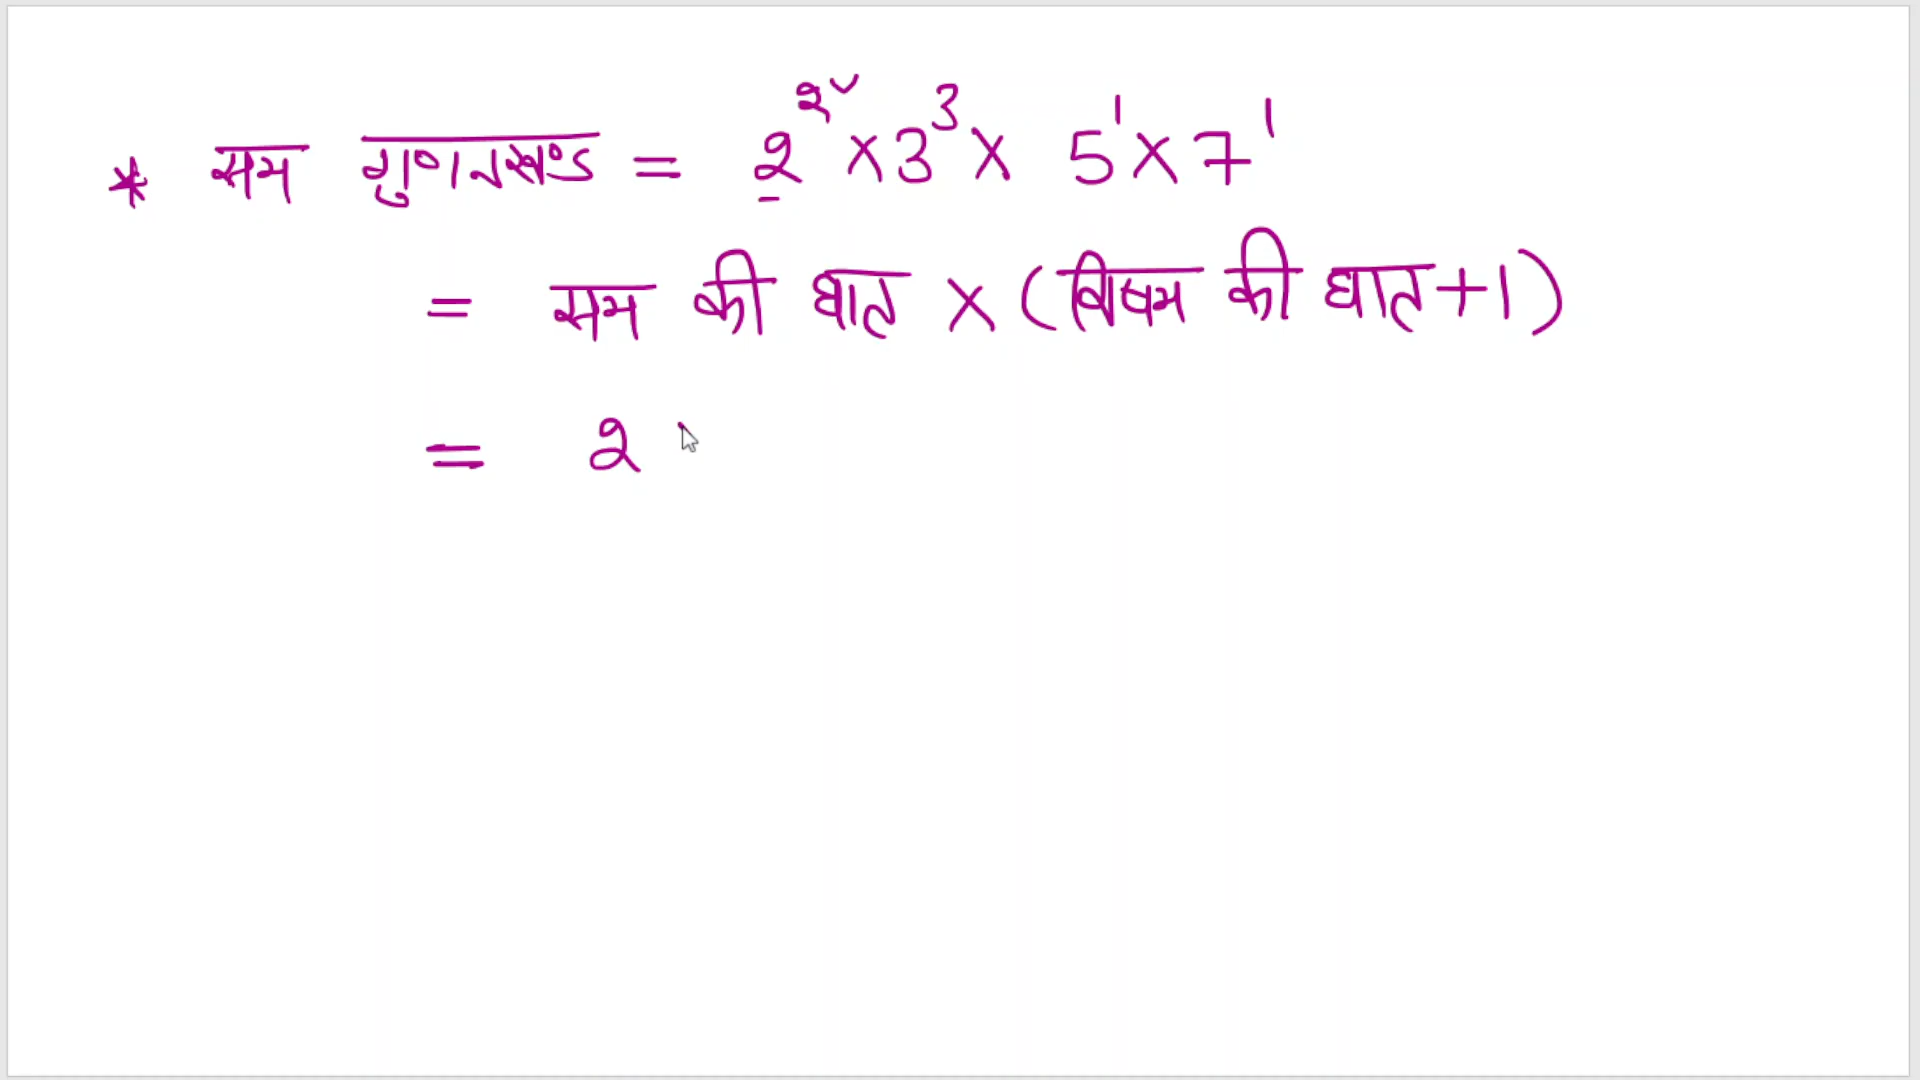 * सम गुणनखण्ड = 2² × 3³ × 5¹ × 7¹
= सम की घात × (विषम की घात + 1)
= 2